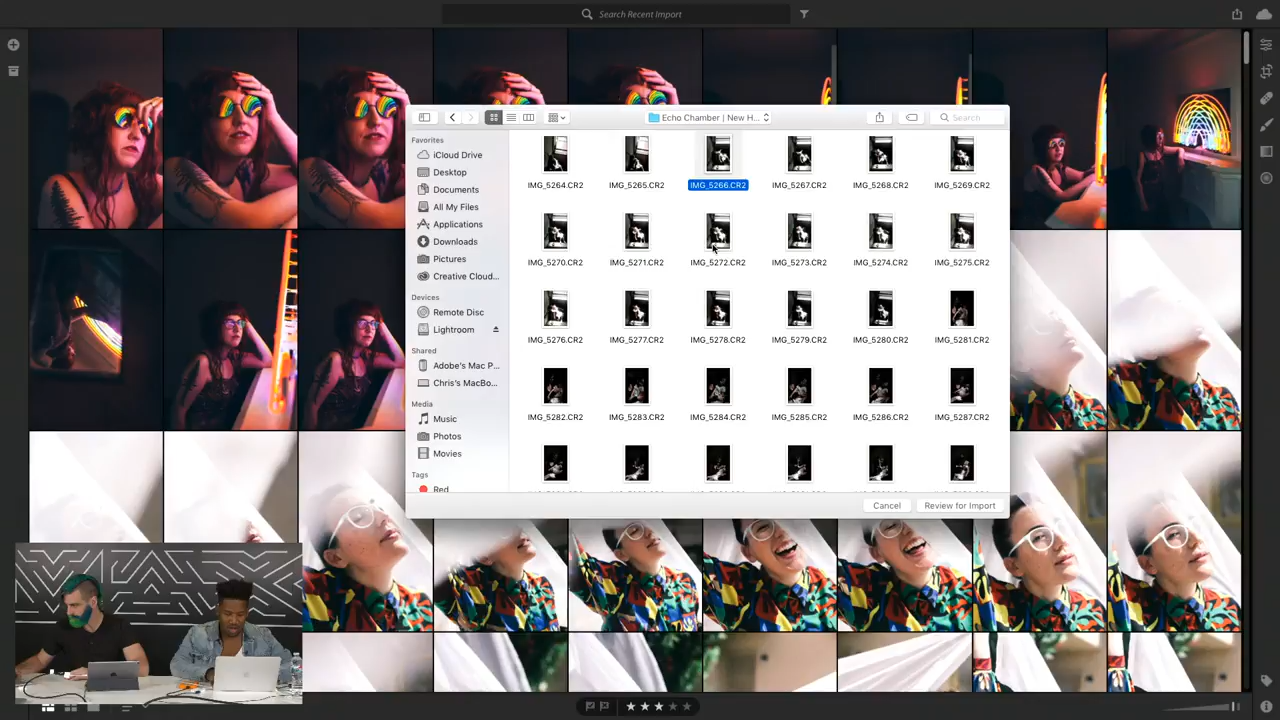 Search Recent Import
Echo Chamber | New H...
Search
Favorites
iCloud Drive
Desktop
Documents
All My Files
Applications
Downloads
Pictures
Creative Cloud...
Devices
Remote Disc
Lightroom
Shared
Adobe's Mac P...
Chris's MacBo...
Media
Music
Photos
Movies
Tags
Red
IMG_5264.CR2 IMG_5265.CR2 IMG_5266.CR2 IMG_5267.CR2 IMG_5268.CR2 IMG_5269.CR2
IMG_5270.CR2 IMG_5271.CR2 IMG_5272.CR2 IMG_5273.CR2 IMG_5274.CR2 IMG_5275.CR2
IMG_5276.CR2 IMG_5277.CR2 IMG_5278.CR2 IMG_5279.CR2 IMG_5280.CR2 IMG_5281.CR2
IMG_5282.CR2 IMG_5283.CR2 IMG_5284.CR2 IMG_5285.CR2 IMG_5286.CR2 IMG_5287.CR2
Cancel Review for Import